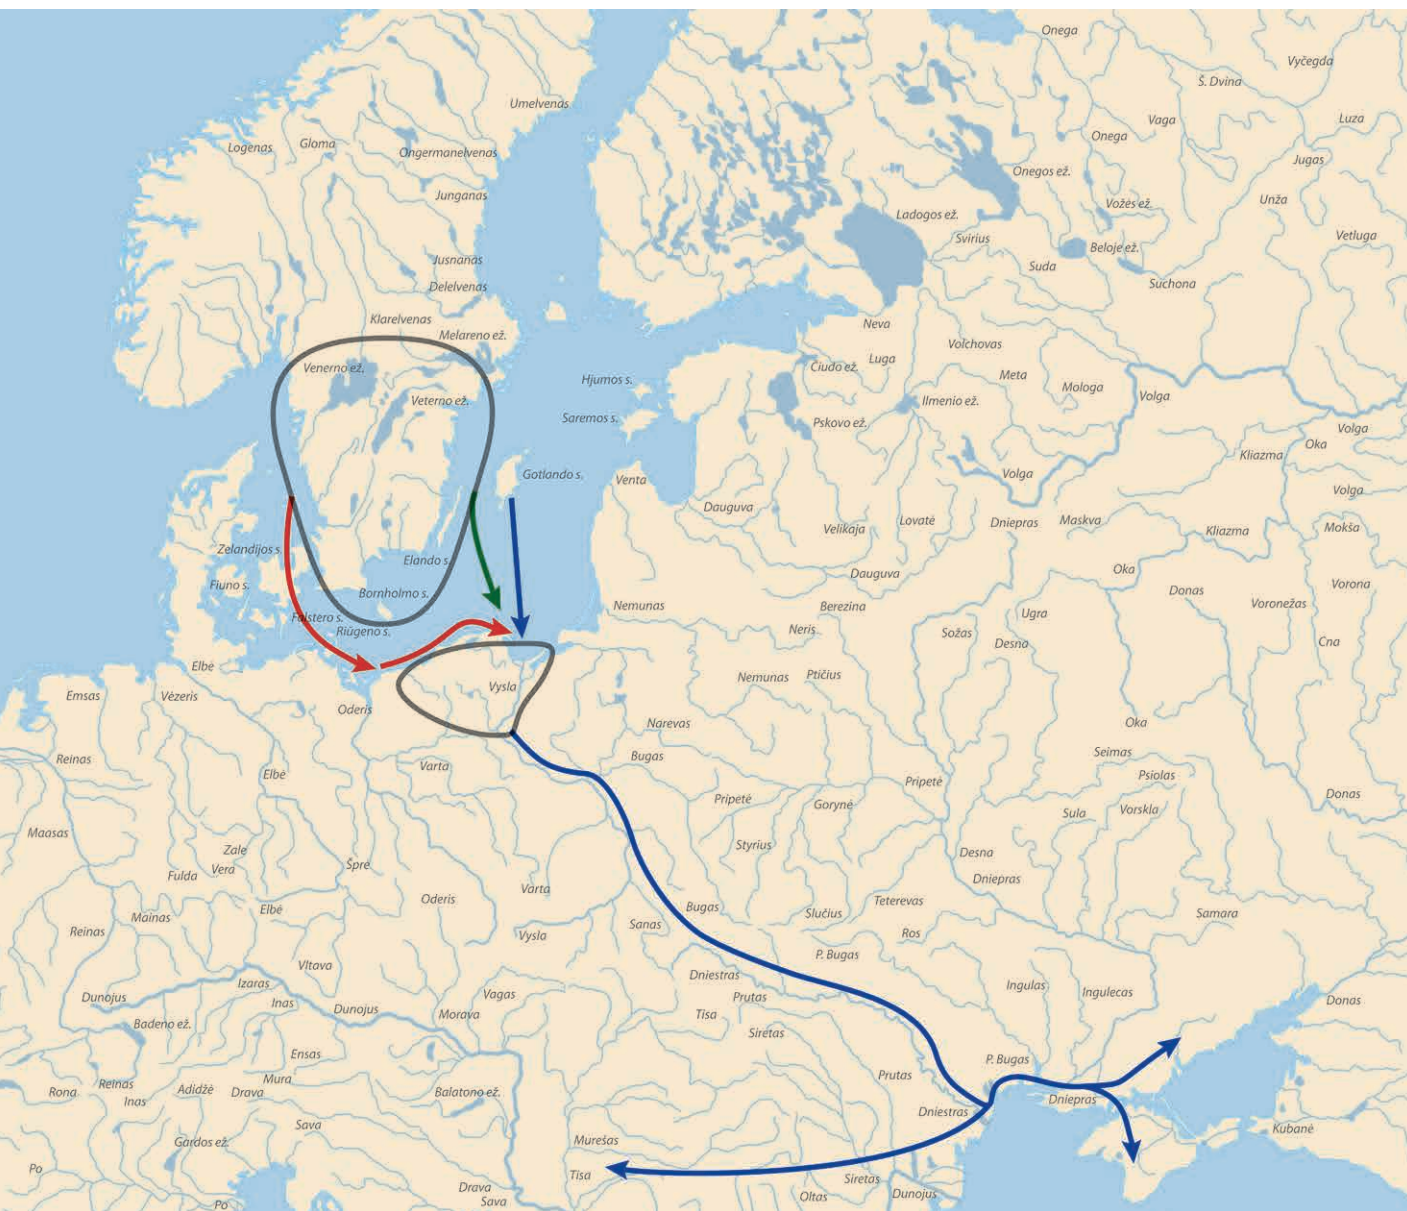 Onega
Vyčegda
Š. Dvina
Umelvenas
Luza
Vaga
Onega
Logenas
Gloma
Ongermanelvenas
Jugas
Onegos ež.
Junganas
Unža
Vožės ež.
Ladogos ež.
Svirius
Vetluga
Beloje ež.
Jusnanas
Suda
Delelvenas
Suchona
Klarelvenas
Neva
Melareno ež.
Volchovas
Luga
Čiudo ež.
Venerno ež.
Meta
Hjumos s.
Mologa
Volga
Veterno ež.
Ilmenio ež.
Saremos s.
Pskovo ež.
Volga
Oka
Kliazma
Gotlando s.
Volga
Venta
Volga
Dauguva
Lovatė
Dniepras
Maskva
Velikaja
Kliazma
Mokša
Zelandijos s.
Elando s.
Oka
Dauguva
Fiuno s.
Vorona
Donas
Bornholmo s.
Voronežas
Nemunas
Berezina
Ugra
Falstero s.
Riūgeno s.
Neris
Sožas
Desna
Cna
Elbė
Nemunas
Ptičius
Vysla
Emsas
Vėzeris
Oderis
Narevas
Oka
Seimas
Reinas
Bugas
Varta
Elbė
Psiolas
Pripetė
Donas
Pripetė
Gorynė
Sula
Vorskla
Maasas
Styrius
Zalė
Desna
Vera
Špre
Fulda
Dniepras
Varta
Oderis
Teterevas
Elbė
Bugas
Slučius
Samara
Mainas
Sanas
Reinas
Vysla
Ros
P. Bugas
Vltava
Dniestras
Izaras
Ingulas
Ingulecas
Vagas
Dunojus
Inas
Prutas
Donas
Dunojus
Morava
Tisa
Badeno ež.
Siretas
Ensas
P. Bugas
Prutas
Mura
Reinas
Rona
Adidžė
Drava
Balatono ež.
Inas
Dniepras
Dniestras
Sava
Kubanė
Gardos ež.
Murešas
Po
Tisa
Siretas
Drava
Dunojus
Oltas
Sava
Po